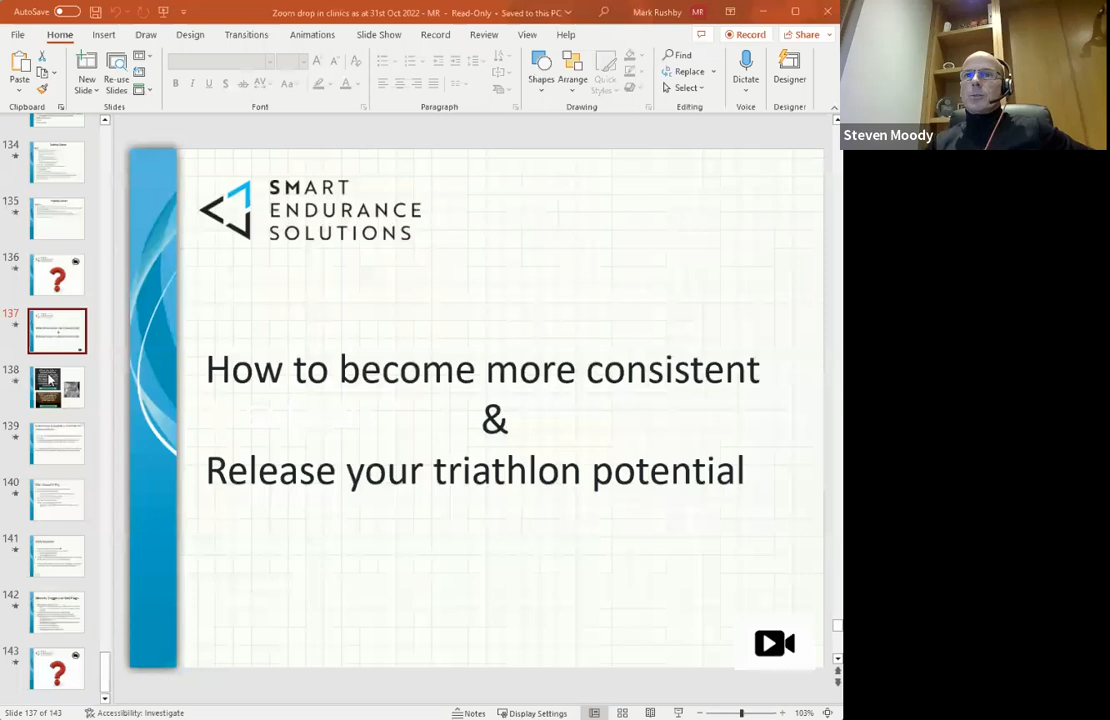 AutoSave Off
Zoom drop in clinics as at 31st Oct 2022 - MR - Read-Only - Saved to this PC
Mark Rushby MR
File Home Insert Draw Design Transitions Animations Slide Show Record Review View Help Record Share
Paste
New
Slide
Re-use
Slides
B I U S ab AV Aa A
Shapes
Arrange
Quick
Styles
Find
Replace
Select
Dictate
Designer
Clipboard Slides Font Paragraph Drawing Editing Voice Designer
Steven Moody
134
135
136
137
138
139
140
141
142
143
SMART
ENDURANCE
SOLUTIONS
How to become more consistent
&
Release your triathlon potential
Slide 137 of 143 Accessibility: Investigate Notes Display Settings 103%